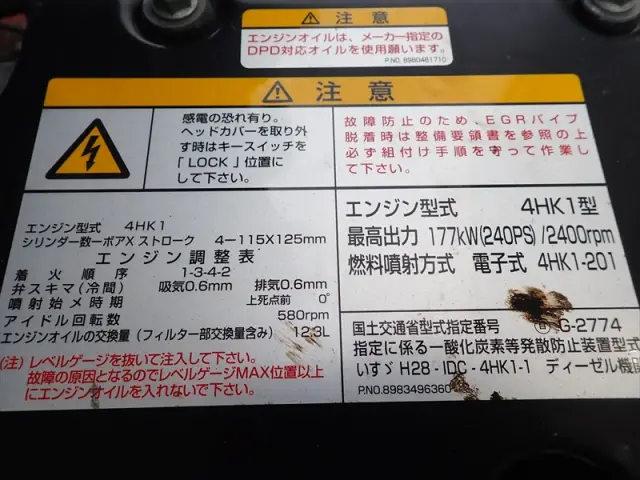 注意
エンジンオイルは、メーカー指定の
DPD対応オイルを使用願います。
P.NO. 8980461710
注意
感電の恐れ有り。
ヘッドカバーを取り外
す時はキースイッチを
「LOCK」位置に
して下さい。
故障防止のため、EGRパイプ
脱着時は整備要領書を参照の上
必ず組付け手順を守って作業し
て下さい。
エンジン型式 4HK1
シリンダー数ーボアXストローク 4-115X125mm
エンジン調整表
着火順序 1-3-4-2
弁スキマ(冷間) 吸気0.6mm 排気0.6mm
噴射始メ時期 上死点前 0°
アイドル回転数 580rpm
エンジンオイルの交換量(フィルター部交換量含み) 12.3L
(注)レベルゲージを抜いて注入して下さい。
故障の原因となるのでレベルゲージMAX位置以上
にエンジンオイルを入れないで下さい。
エンジン型式 4HK1型
最高出力 177kW(240PS)/2400rpm
燃料噴射方式 電子式 4HK1-201
国土交通省型式指定番号 G-2774
指定に係る一酸化炭素等発散防止装置型式
いすゞ H28-IDC-4HK1-1 ディーゼル機関
P.NO.8983496360